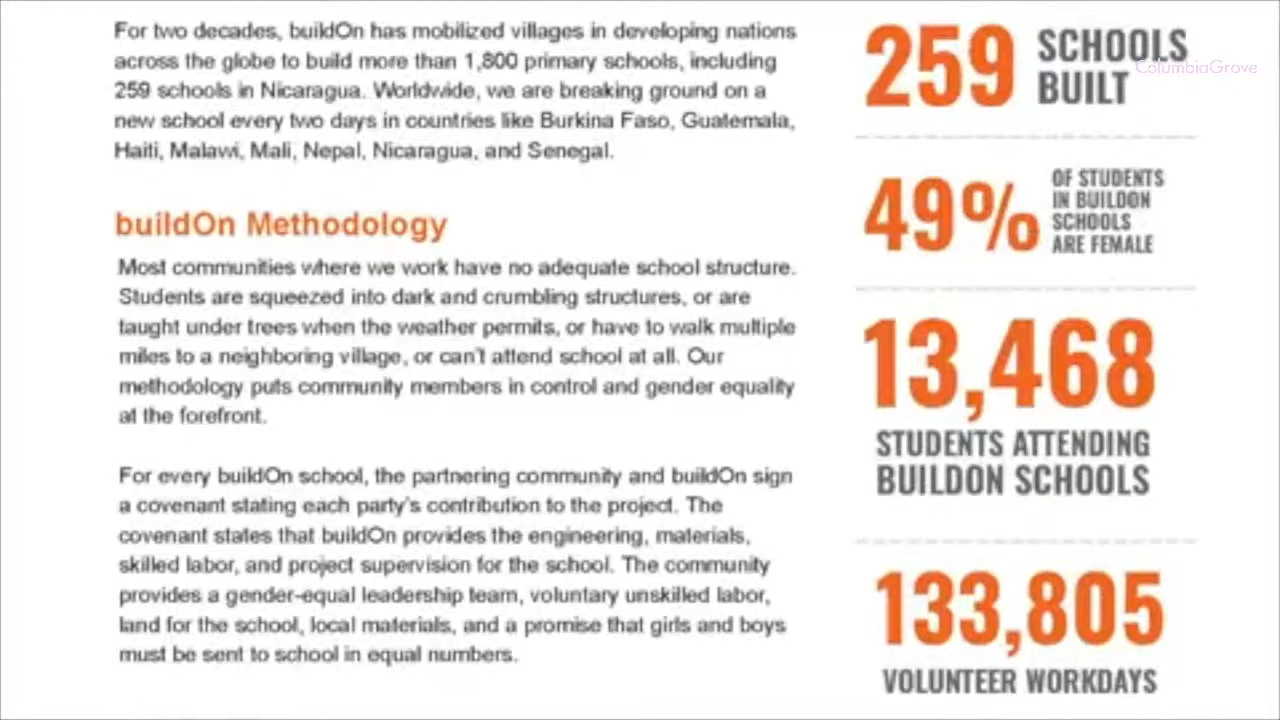 For two decades, buildOn has mobilized villages in developing nations
across the globe to build more than 1,800 primary schools, including
259 schools in Nicaragua. Worldwide, we are breaking ground on a
new school every two days in countries like Burkina Faso, Guatemala,
Haiti, Malawi, Mali, Nepal, Nicaragua, and Senegal.
buildOn Methodology
Most communities where we work have no adequate school structure.
Students are squeezed into dark and crumbling structures, or are
taught under trees when the weather permits, or have to walk multiple
miles to a neighboring village, or can't attend school at all. Our
methodology puts community members in control and gender equality
at the forefront.
For every buildOn school, the partnering community and buildOn sign
a covenant stating each party's contribution to the project. The
covenant states that buildOn provides the engineering, materials,
skilled labor, and project supervision for the school. The community
provides a gender-equal leadership team, voluntary unskilled labor,
land for the school, local materials, and a promise that girls and boys
must be sent to school in equal numbers.
259
SCHOOLS
BUILT
ColumbiaGrove
49%
OF STUDENTS
IN BUILDON
SCHOOLS
ARE FEMALE
13,468
STUDENTS ATTENDING
BUILDON SCHOOLS
133,805
VOLUNTEER WORKDAYS